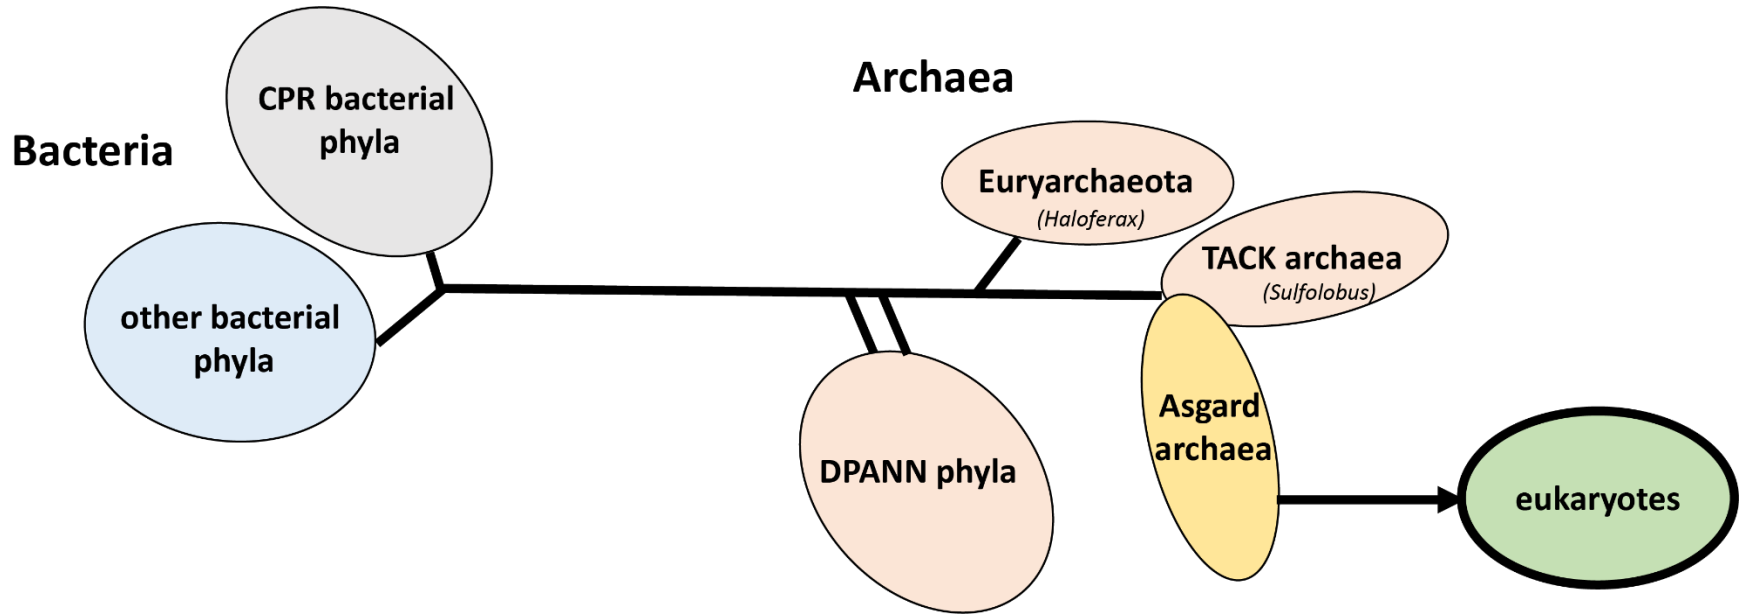 Bacteria
CPR bacterial
phyla
other bacterial
phyla
Archaea
Euryarchaeota
(Haloferax)
TACK archaea
(Sulfolobus)
DPANN phyla
Asgard
archaea
eukaryotes